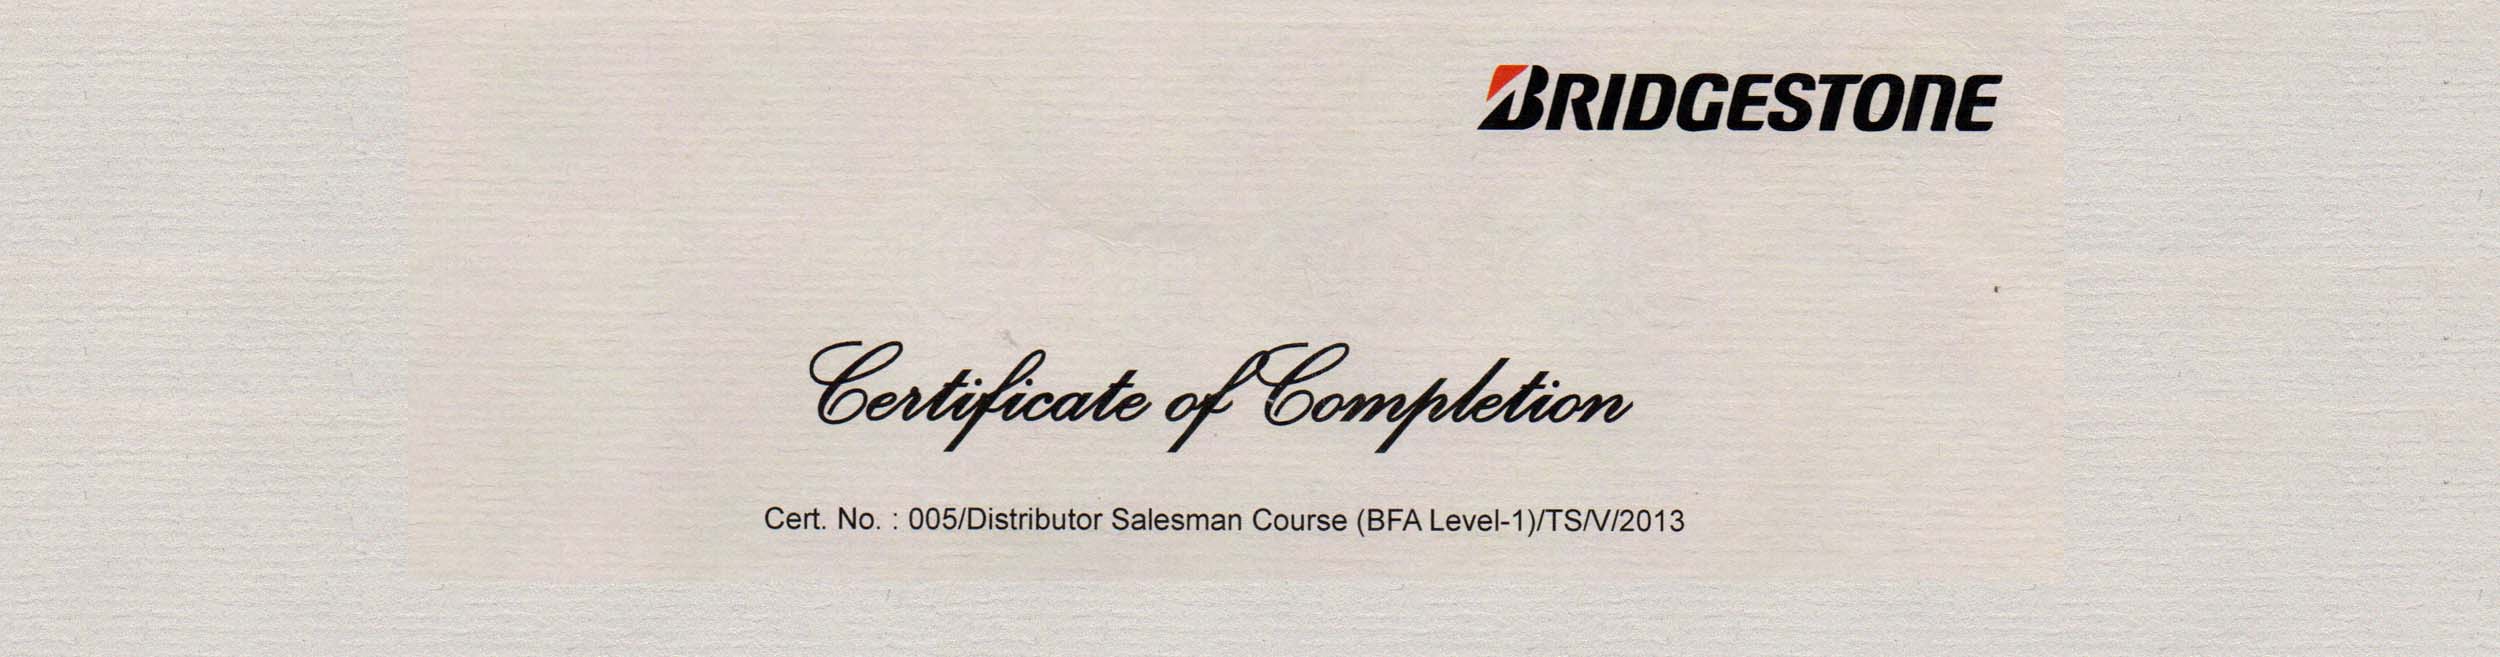 BRIDGESTONE
Certificate of Completion
Cert. No. : 005/Distributor Salesman Course (BFA Level-1)/TS/V/2013